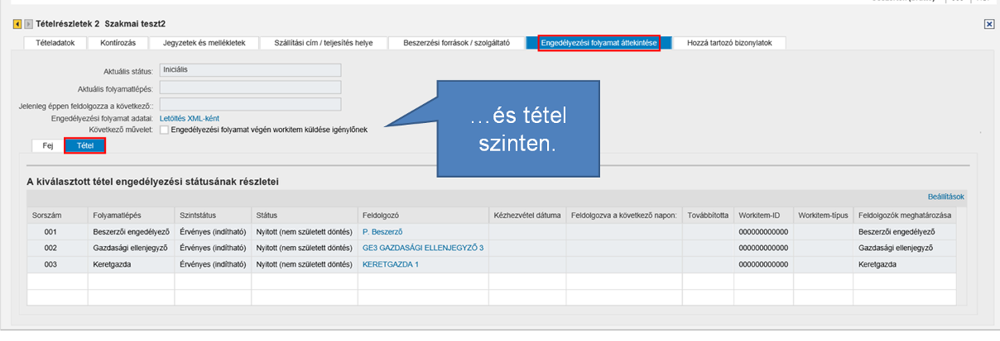 Tételrészletek 2 Szakmai teszt2
Tételadatok Kontírozás Jegyzetek és mellékletek Szállítási cím / teljesítés helye Beszerzési források / szolgáltató Engedélyezési folyamat áttekintése Hozzá tartozó bizonylatok
Aktuális státus: Iniciális
Aktuális folyamatlépés:
Jelenleg éppen feldolgozza a következő::
Engedélyezési folyamat adatai: Letöltés XML-ként
Következő művelet: Engedélyezési folyamat végén workitem küldése igénylőnek
…és tétel
szinten.
Fej Tétel
A kiválasztott tétel engedélyezési státusának részletei
Beállítások
Sorszám Folyamatlépés Szintstátus Státus Feldolgozó Kézhezvétel dátuma Feldolgozva a következő napon: Továbbította Workitem-ID Workitem-típus Feldolgozók meghatározása
001 Beszerzői engedélyező Érvényes (indítható) Nyitott (nem született döntés) P. Beszerző 000000000000 Beszerzői engedélyező
002 Gazdasági ellenjegyző Érvényes (indítható) Nyitott (nem született döntés) GE3 GAZDASÁGI ELLENJEGYZŐ 3 000000000000 Gazdasági ellenjegyző
003 Keretgazda Érvényes (indítható) Nyitott (nem született döntés) KERETGAZDA 1 000000000000 Keretgazda